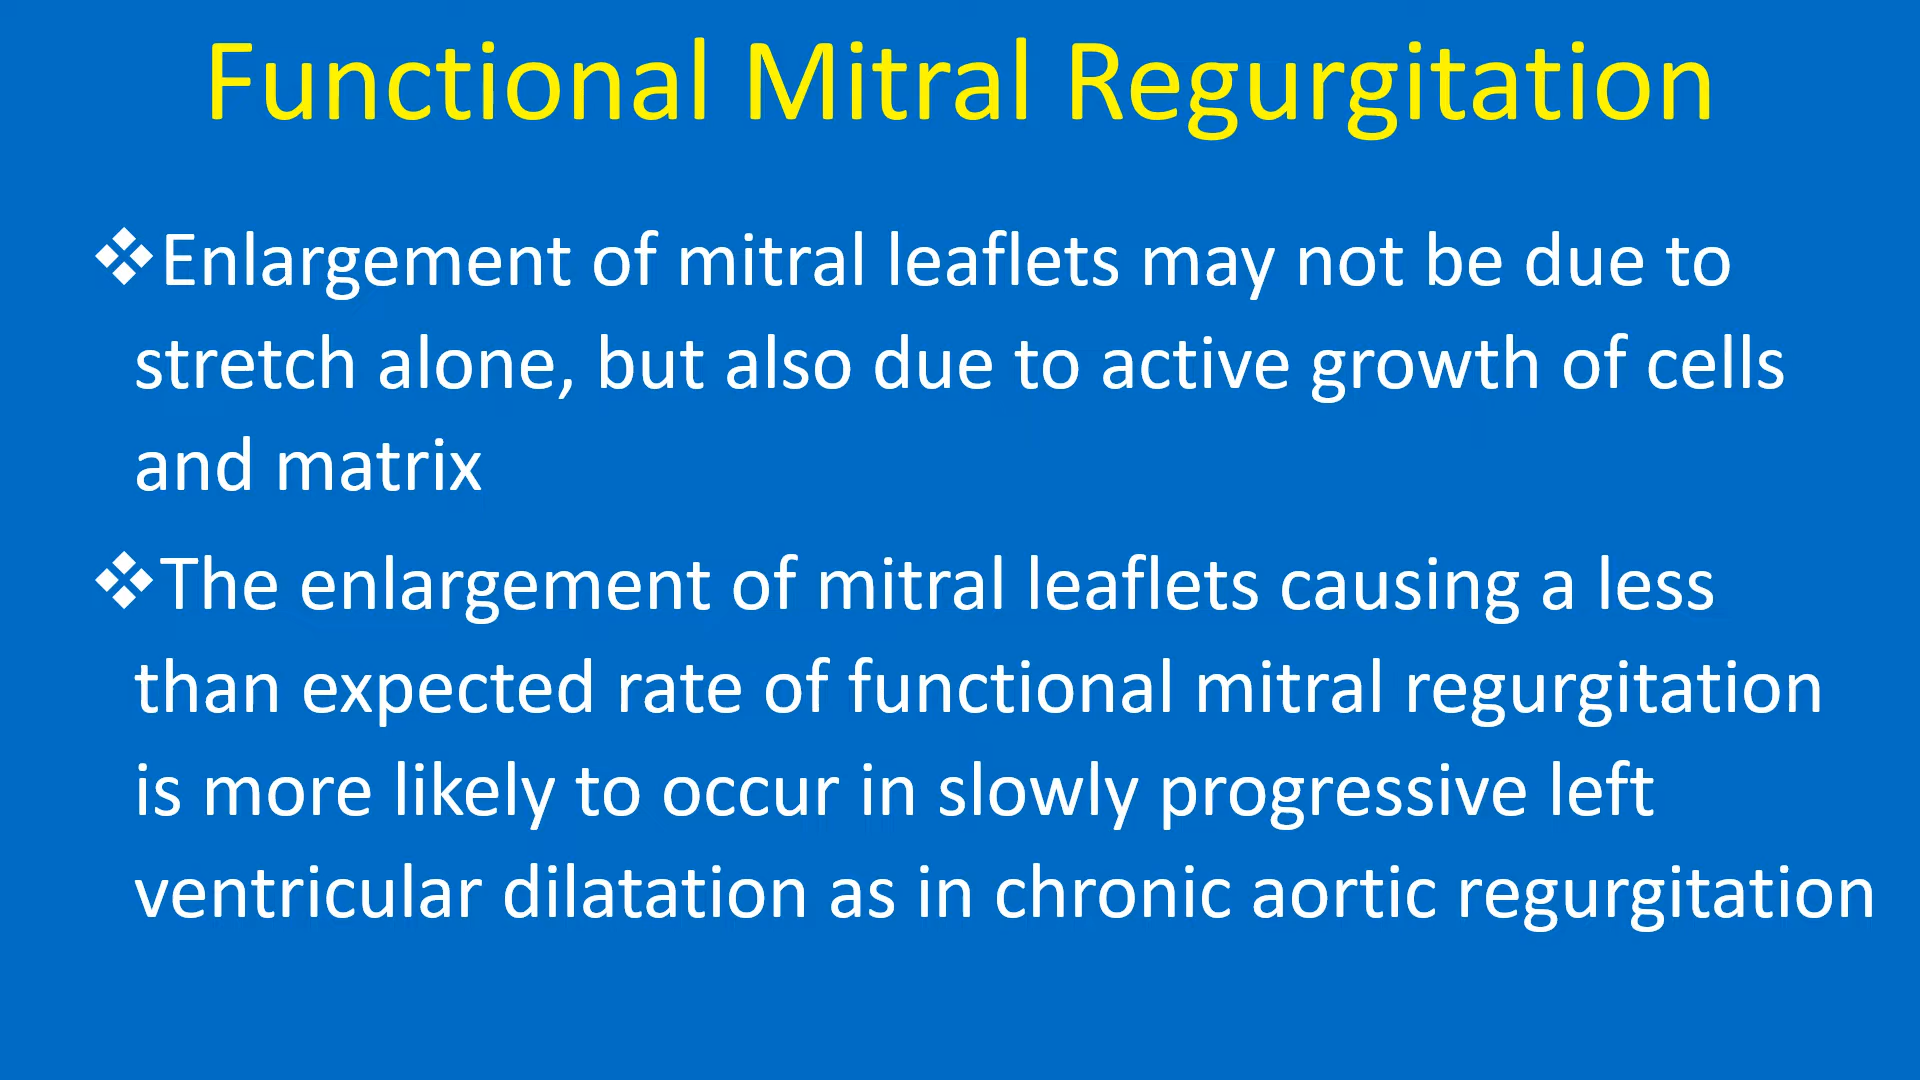 Functional Mitral Regurgitation
❖Enlargement of mitral leaflets may not be due to
stretch alone, but also due to active growth of cells
and matrix
❖The enlargement of mitral leaflets causing a less
than expected rate of functional mitral regurgitation
is more likely to occur in slowly progressive left
ventricular dilatation as in chronic aortic regurgitation